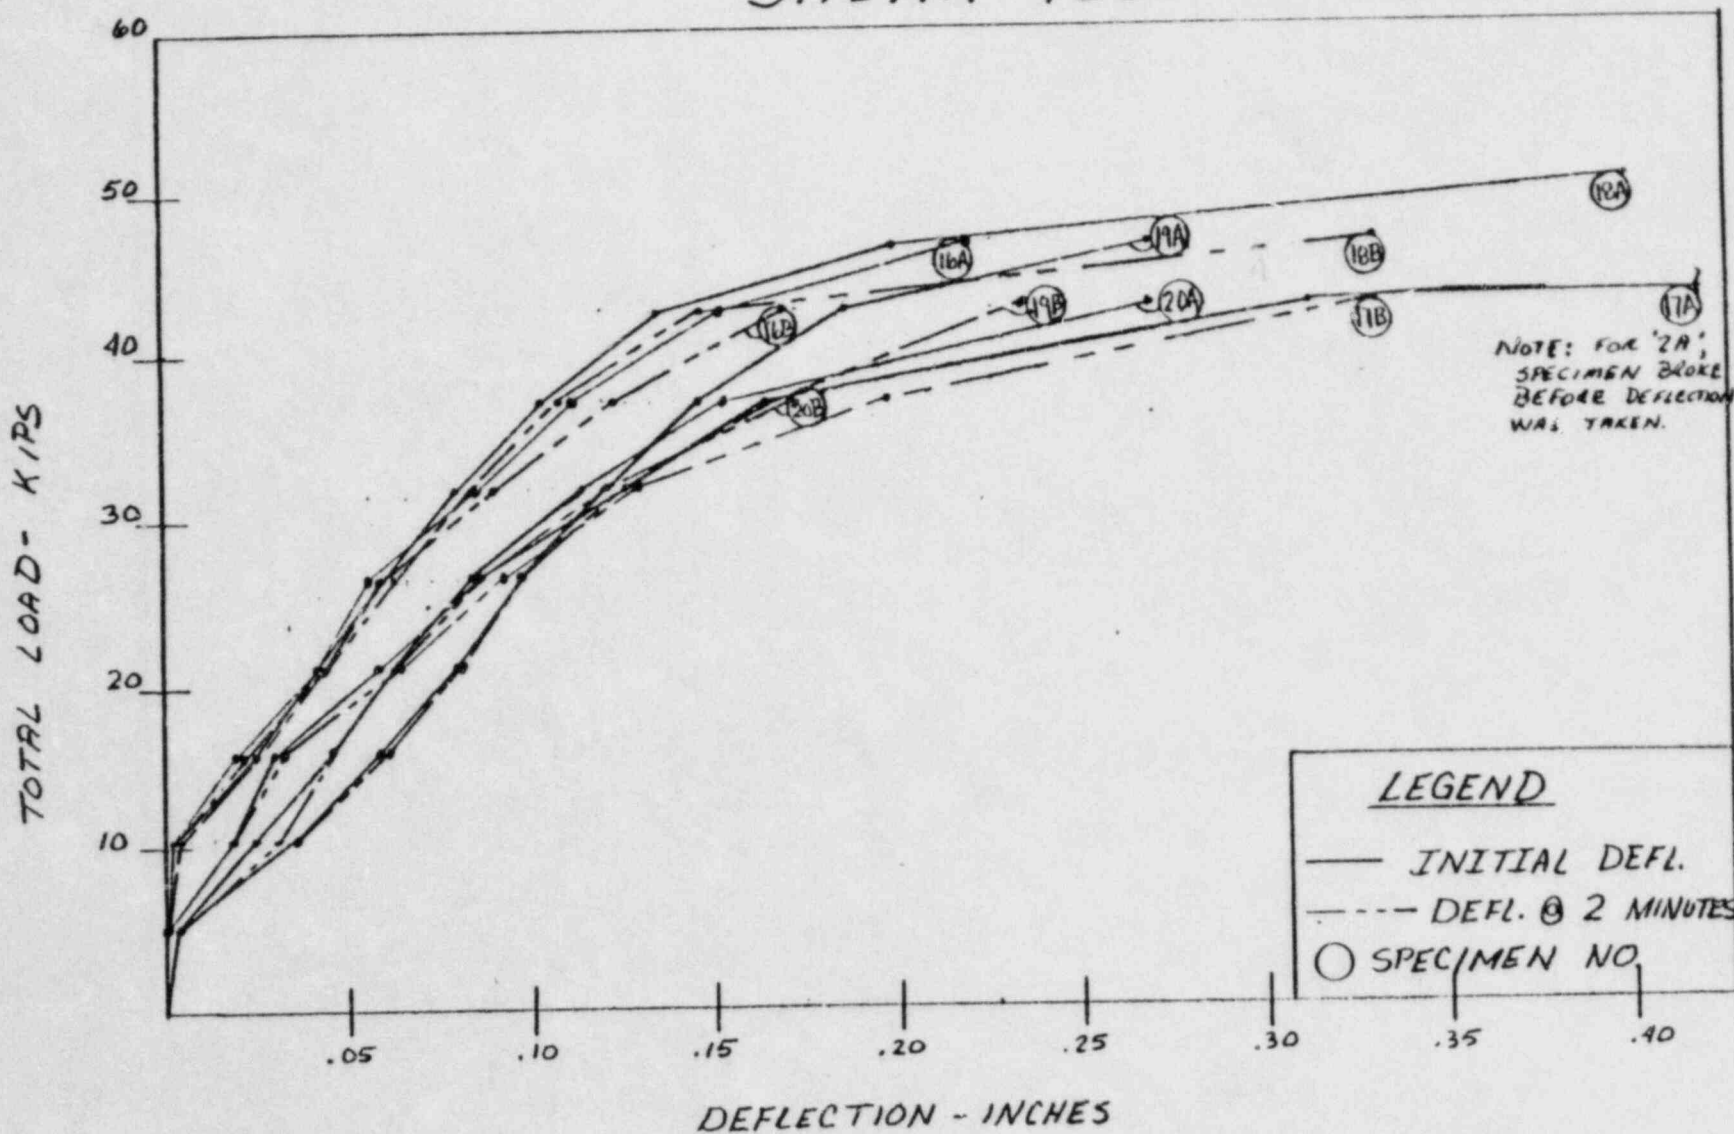 60
50
40
30
20
10
TOTAL LOAD - KIPS
18A
19A
16A
18B
19B
20A
17B
17A
16B
20B
NOTE: FOR '2A',
SPECIMEN BROKE
BEFORE DEFLECTION
WAS TAKEN.
LEGEND
INITIAL DEFL.
DEFL. @ 2 MINUTES
SPECIMEN NO.
.05 .10 .15 .20 .25 .30 .35 .40
DEFLECTION - INCHES